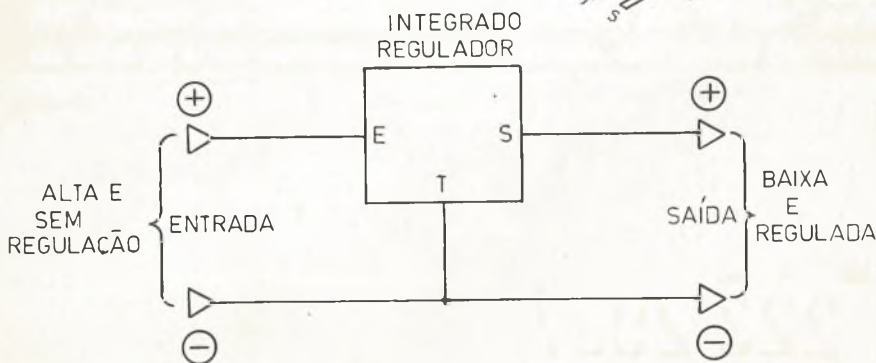 S
INTEGRADO
REGULADOR
+
+
E
S
T
ALTA E
SEM
REGULAÇÃO
ENTRADA
SAÍDA
BAIXA
E
REGULADA
−
−